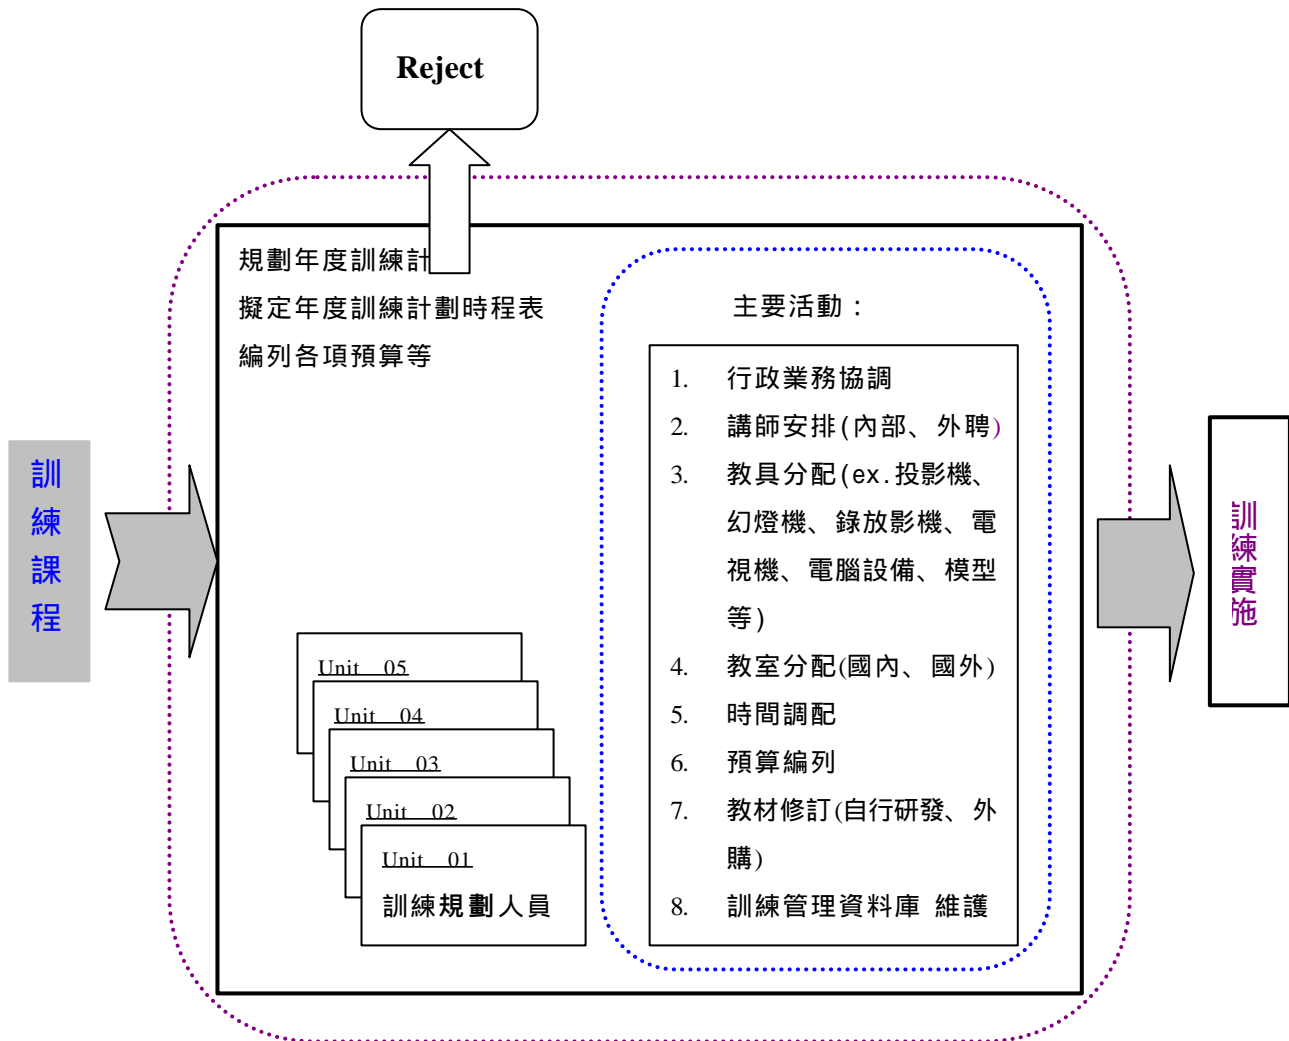 Reject
規劃年度訓練計
擬定年度訓練計劃時程表
編列各項預算等
主要活動：
1. 行政業務協調
2. 講師安排(內部、外聘)
3. 教具分配(ex.投影機、
幻燈機、錄放影機、電
視機、電腦設備、模型
等)
4. 教室分配(國內、國外)
5. 時間調配
6. 預算編列
7. 教材修訂(自行研發、外
購)
8. 訓練管理資料庫 維護
訓
練
課
程
Unit 05
Unit 04
Unit 03
Unit 02
Unit 01
訓練規劃人員
訓練實施